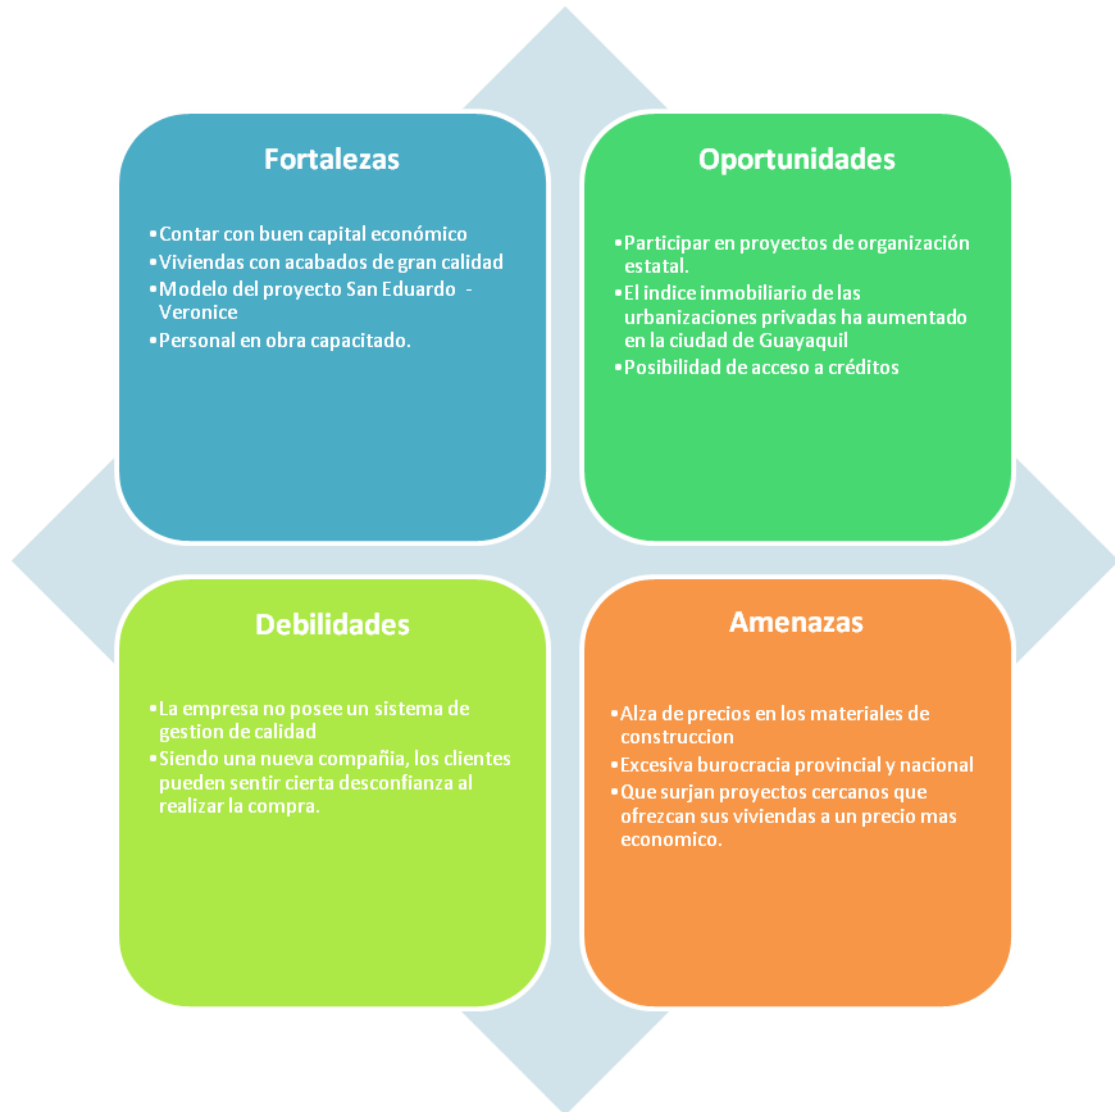 Fortalezas
•Contar con buen capital económico
•Viviendas con acabados de gran calidad
•Modelo del proyecto San Eduardo -
Veronice
•Personal en obra capacitado.
Oportunidades
•Participar en proyectos de organización
estatal.
•El indice inmobiliario de las
urbanizaciones privadas ha aumentado
en la ciudad de Guayaquil
•Posibilidad de acceso a créditos
Debilidades
•La empresa no posee un sistema de
gestion de calidad
•Siendo una nueva compañia, los clientes
pueden sentir cierta desconfianza al
realizar la compra.
Amenazas
•Alza de precios en los materiales de
construccion
•Excesiva burocracia provincial y nacional
•Que surjan proyectos cercanos que
ofrezcan sus viviendas a un precio mas
economico.